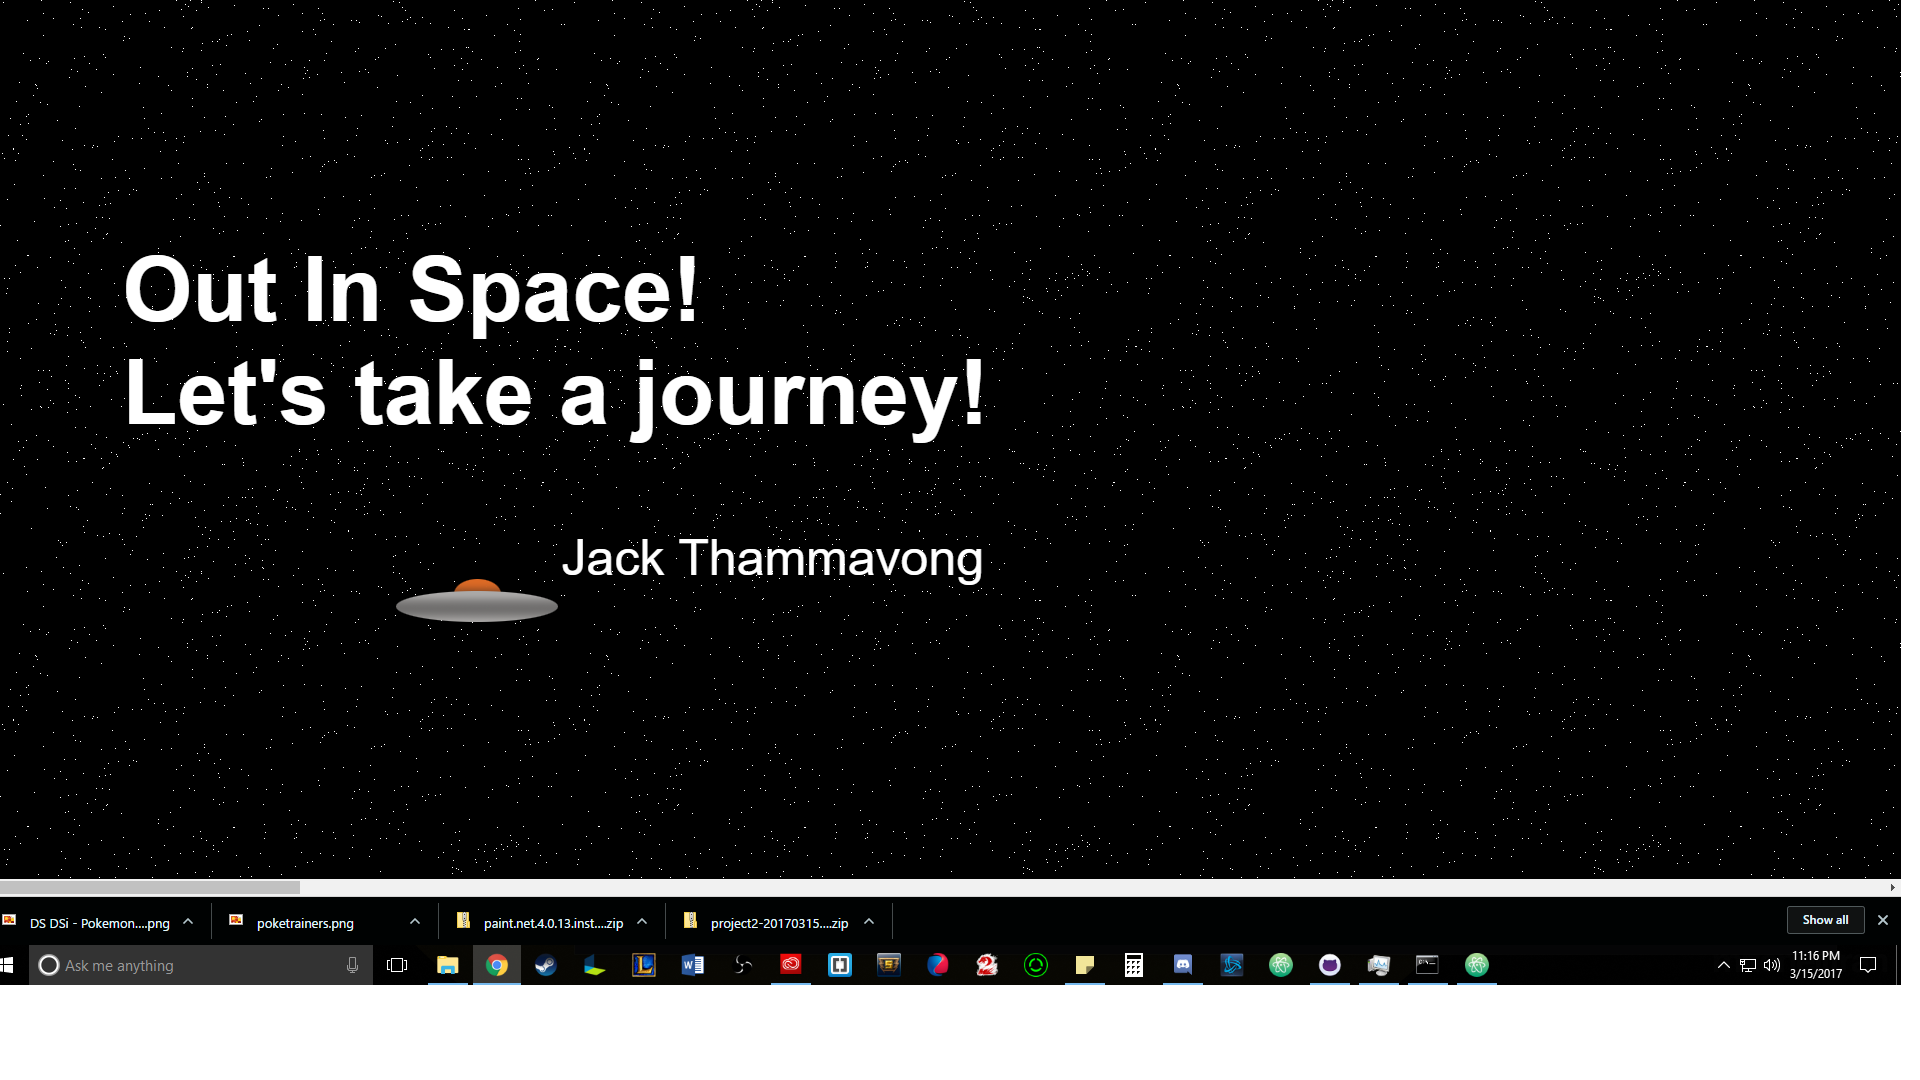 Out In Space!
Let's take a journey!
Jack Thammavong
DS DSi - Pokemon....png
poketrainers.png
paint.net.4.0.13.inst....zip
project2-20170315....zip
Show all
Ask me anything
11:16 PM
3/15/2017